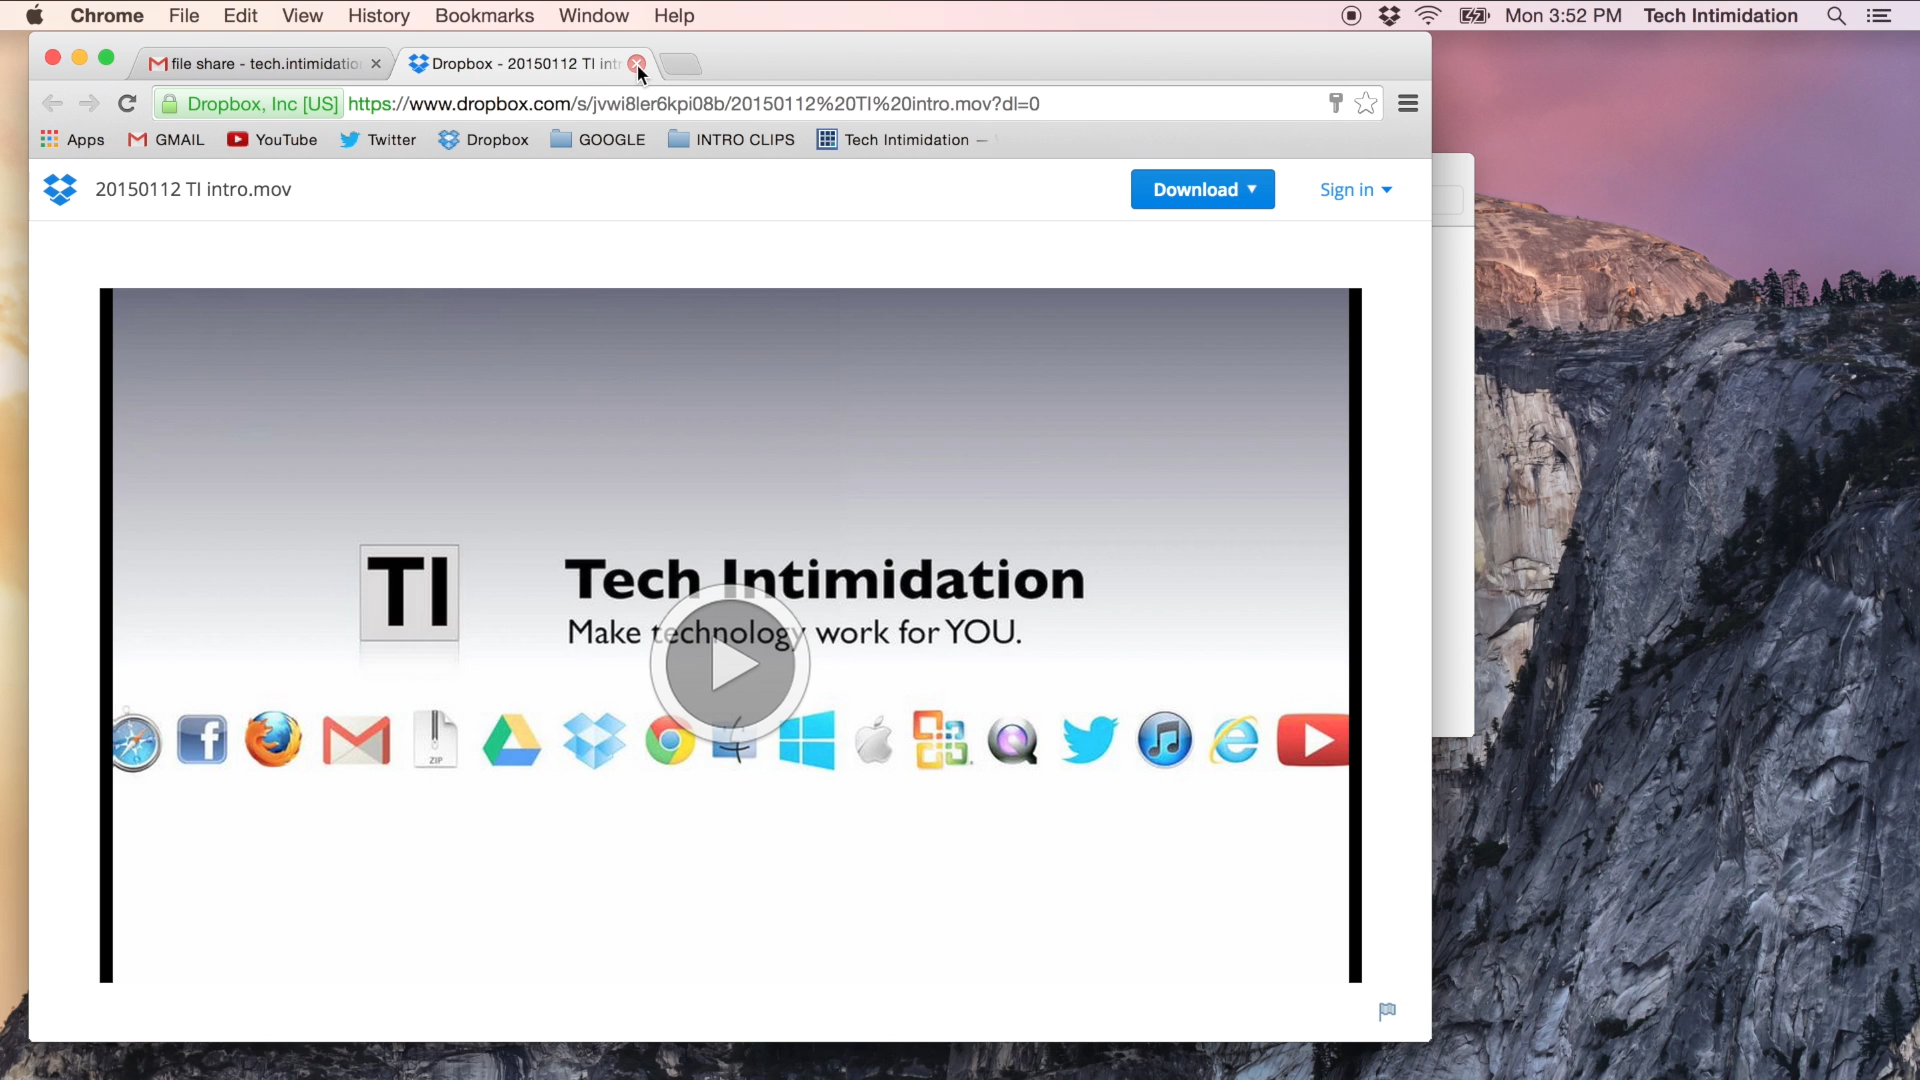 Chrome File Edit View History Bookmarks Window Help Mon 3:52 PM Tech Intimidation
file share - tech.intimidatio Dropbox - 20150112 TI intr
Dropbox, Inc [US] https://www.dropbox.com/s/jvwi8ler6kpi08b/20150112%20TI%20intro.mov?dl=0
Apps GMAIL YouTube Twitter Dropbox GOOGLE INTRO CLIPS Tech Intimidation —
20150112 TI intro.mov Download Sign in
TI Tech Intimidation
Make technology work for YOU.
ZIP